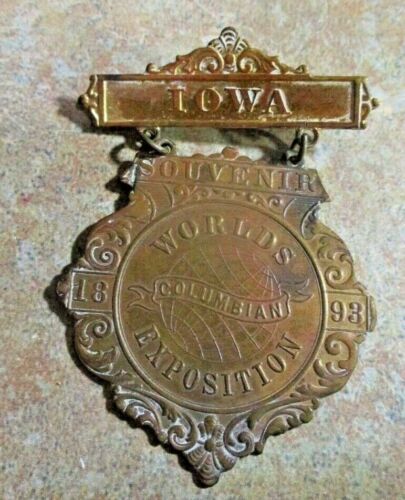 IOWA
SOUVENIR
WORLDS
18 93
COLUMBIAN
EXPOSITION